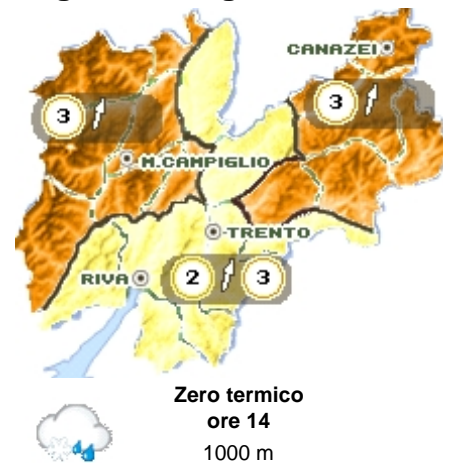 CANAZEI
3
3
M.CAMPIGLIO
TRENTO
RIVA
2 3
Zero termico
ore 14
1000 m